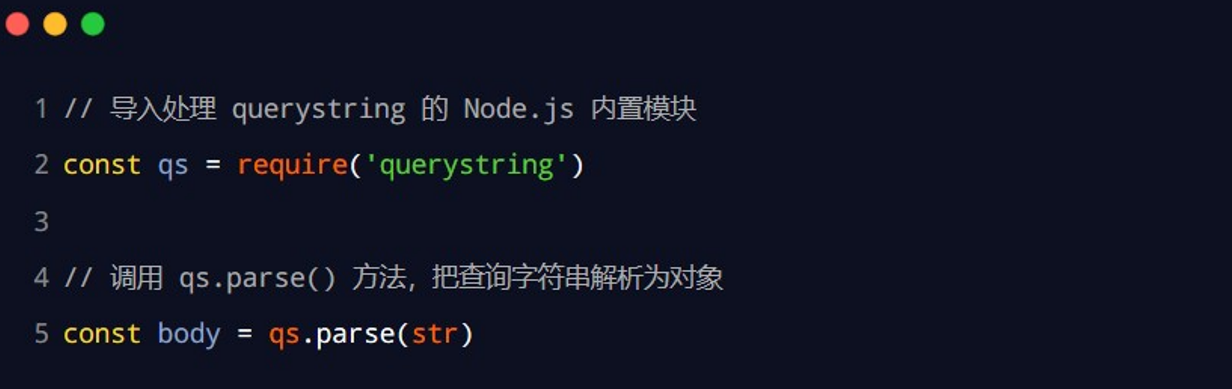 1 // 导入处理 querystring 的 Node.js 内置模块
2 const qs = require('querystring')
3
4 // 调用 qs.parse() 方法，把查询字符串解析为对象
5 const body = qs.parse(str)